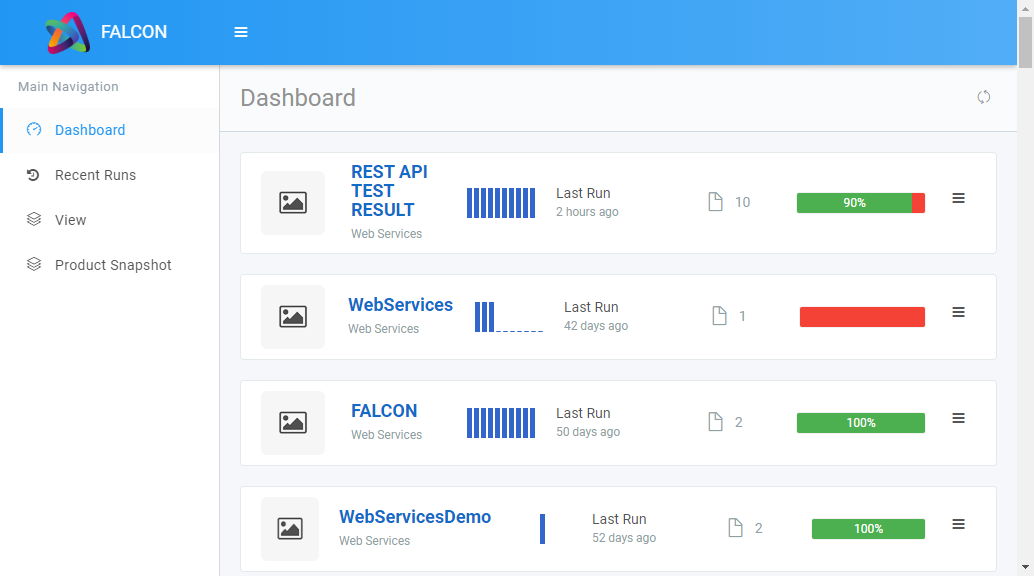 FALCON
Main Navigation
Dashboard
Recent Runs
View
Product Snapshot
Dashboard
REST API
TEST
RESULT
Web Services
Last Run
2 hours ago
10
90%
WebServices
Web Services
Last Run
42 days ago
1
FALCON
Web Services
Last Run
50 days ago
2
100%
WebServicesDemo
Web Services
Last Run
52 days ago
2
100%